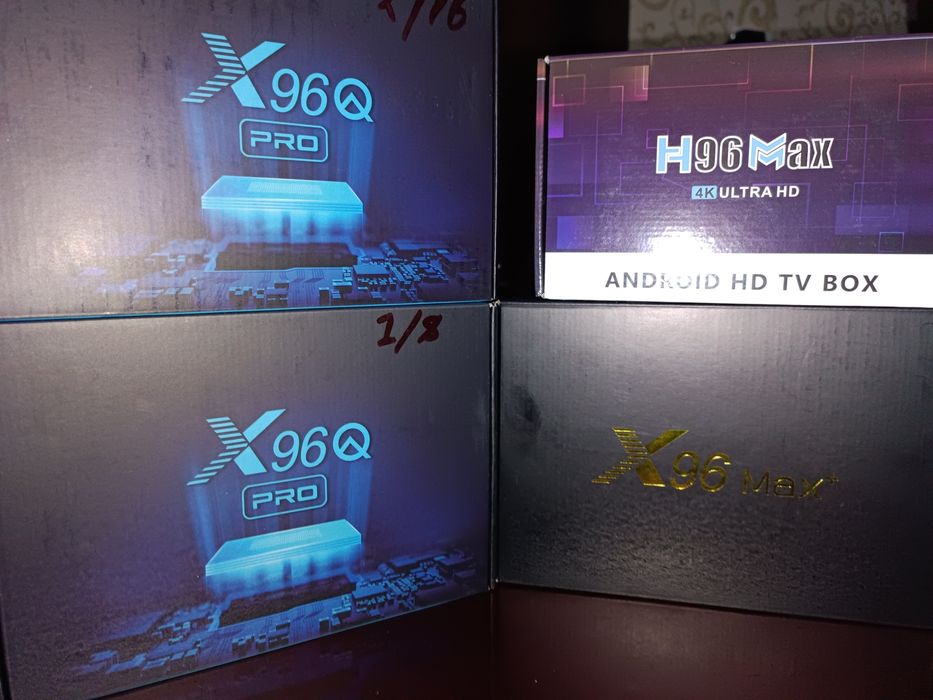 X96Q
PRO
H96 Max
4K ULTRA HD
ANDROID HD TV BOX
1/8
X96Q
PRO
X96 Max+